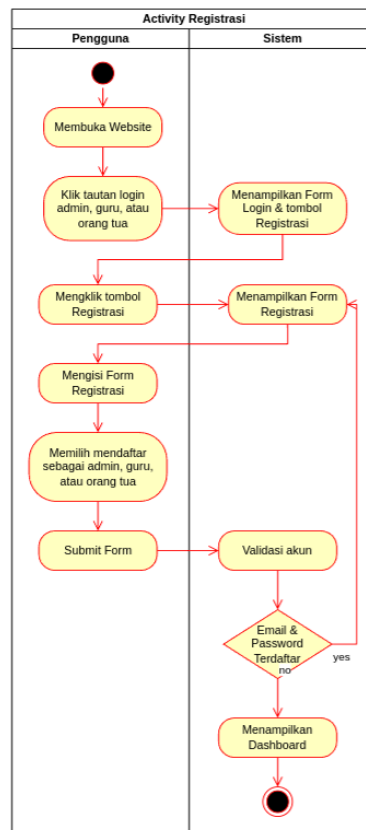 Activity Registrasi
Pengguna
Sistem
Membuka Website
Klik tautan login
admin, guru, atau
orang tua
Menampilkan Form
Login & tombol
Registrasi
Mengklik tombol
Registrasi
Menampilkan Form
Registrasi
Mengisi Form
Registrasi
Memilih mendaftar
sebagai admin, guru,
atau orang tua
Submit Form
Validasi akun
Email &
Password
Terdaftar
yes
no
Menampilkan
Dashboard